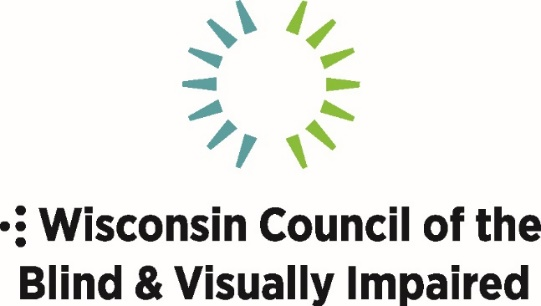 Wisconsin Council of the
Blind & Visually Impaired